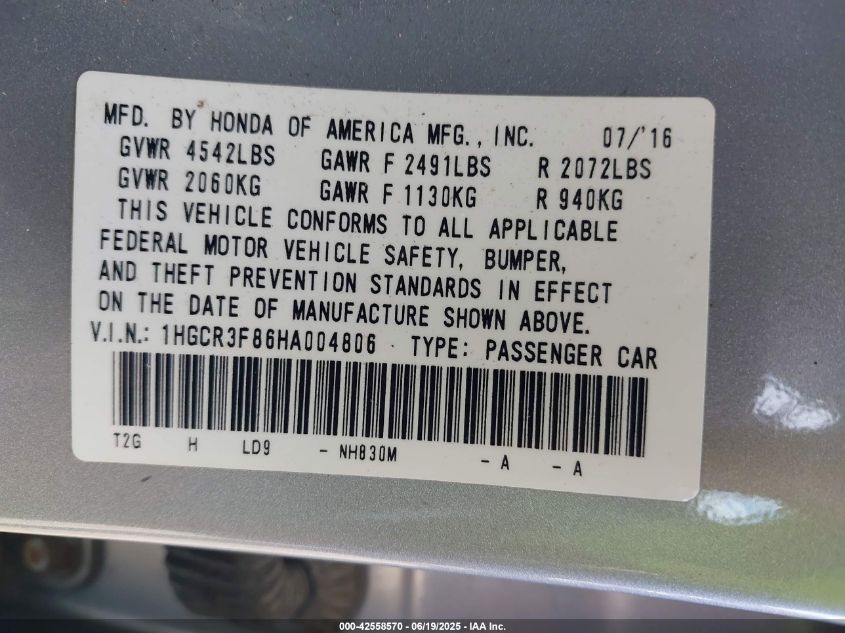 MFD. BY HONDA OF AMERICA MFG., INC. 07/'16
GVWR 4542LBS GAWR F 2491LBS R 2072LBS
GVWR 2060KG GAWR F 1130KG R 940KG
THIS VEHICLE CONFORMS TO ALL APPLICABLE
FEDERAL MOTOR VEHICLE SAFETY, BUMPER,
AND THEFT PREVENTION STANDARDS IN EFFECT
ON THE DATE OF MANUFACTURE SHOWN ABOVE.
V.I.N.: 1HGCR3F86HA004806 · TYPE: PASSENGER CAR
T2G H LD9 - NH830M - A - A
000-42558570 | 06/19/2025 - IAA Inc.